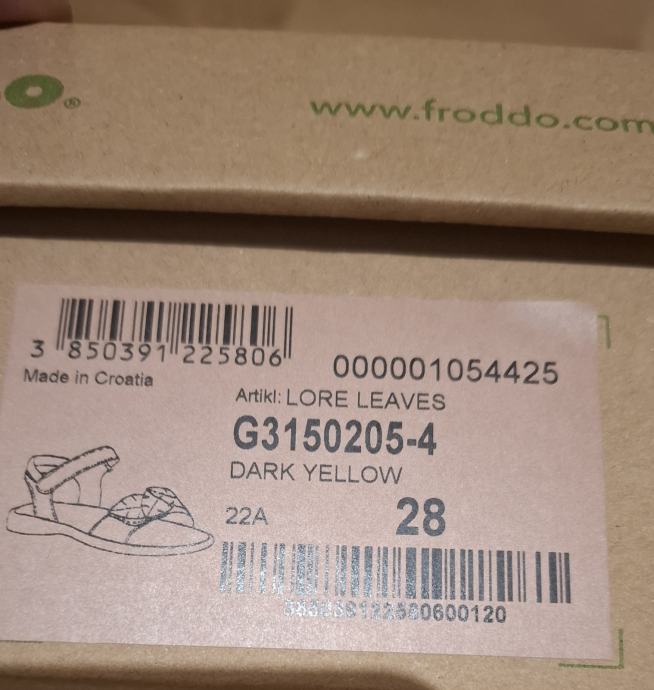 o®
www.froddo.com
3 850391 225806
000001054425
Made in Croatia
Artikl: LORE LEAVES
G3150205-4
DARK YELLOW
22A 28